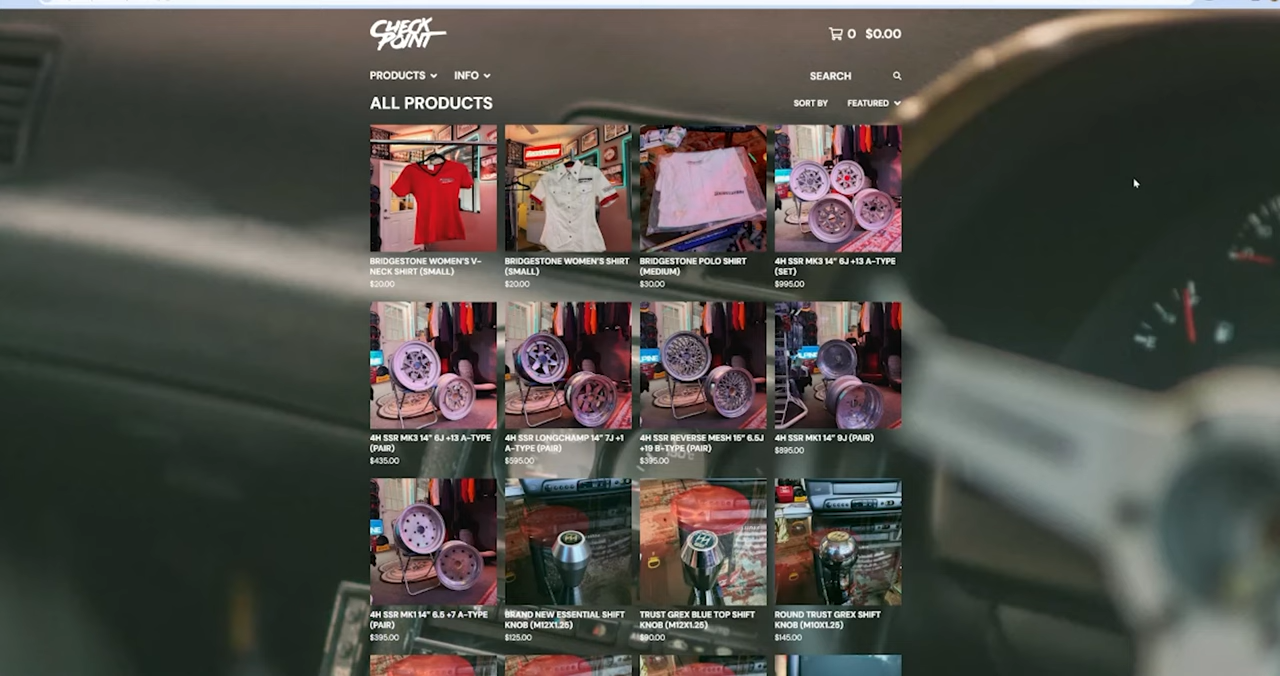 CHECK
POINT
0 $0.00
PRODUCTS INFO SEARCH
ALL PRODUCTS
SORT BY FEATURED
BRIDGESTONE WOMEN'S V-
NECK SHIRT (SMALL)
$20.00
BRIDGESTONE WOMEN'S SHIRT
(SMALL)
$20.00
BRIDGESTONE POLO SHIRT
(MEDIUM)
$30.00
4H SSR MK3 14" 6J +13 A-TYPE
(SET)
$995.00
4H SSR MK3 14" 6J +13 A-TYPE
(PAIR)
$435.00
4H SSR LONGCHAMP 14" 7J +1
A-TYPE (PAIR)
$595.00
4H SSR REVERSE MESH 15" 6.5J
+19 B-TYPE (PAIR)
$395.00
4H SSR MK1 14" 9J (PAIR)
$895.00
4H SSR MK1 14" 6.5 +7 A-TYPE
(PAIR)
$395.00
BRAND NEW ESSENTIAL SHIFT
KNOB (M12X1.25)
$125.00
TRUST GREX BLUE TOP SHIFT
KNOB (M12X1.25)
$90.00
ROUND TRUST GREX SHIFT
KNOB (M10X1.25)
$145.00